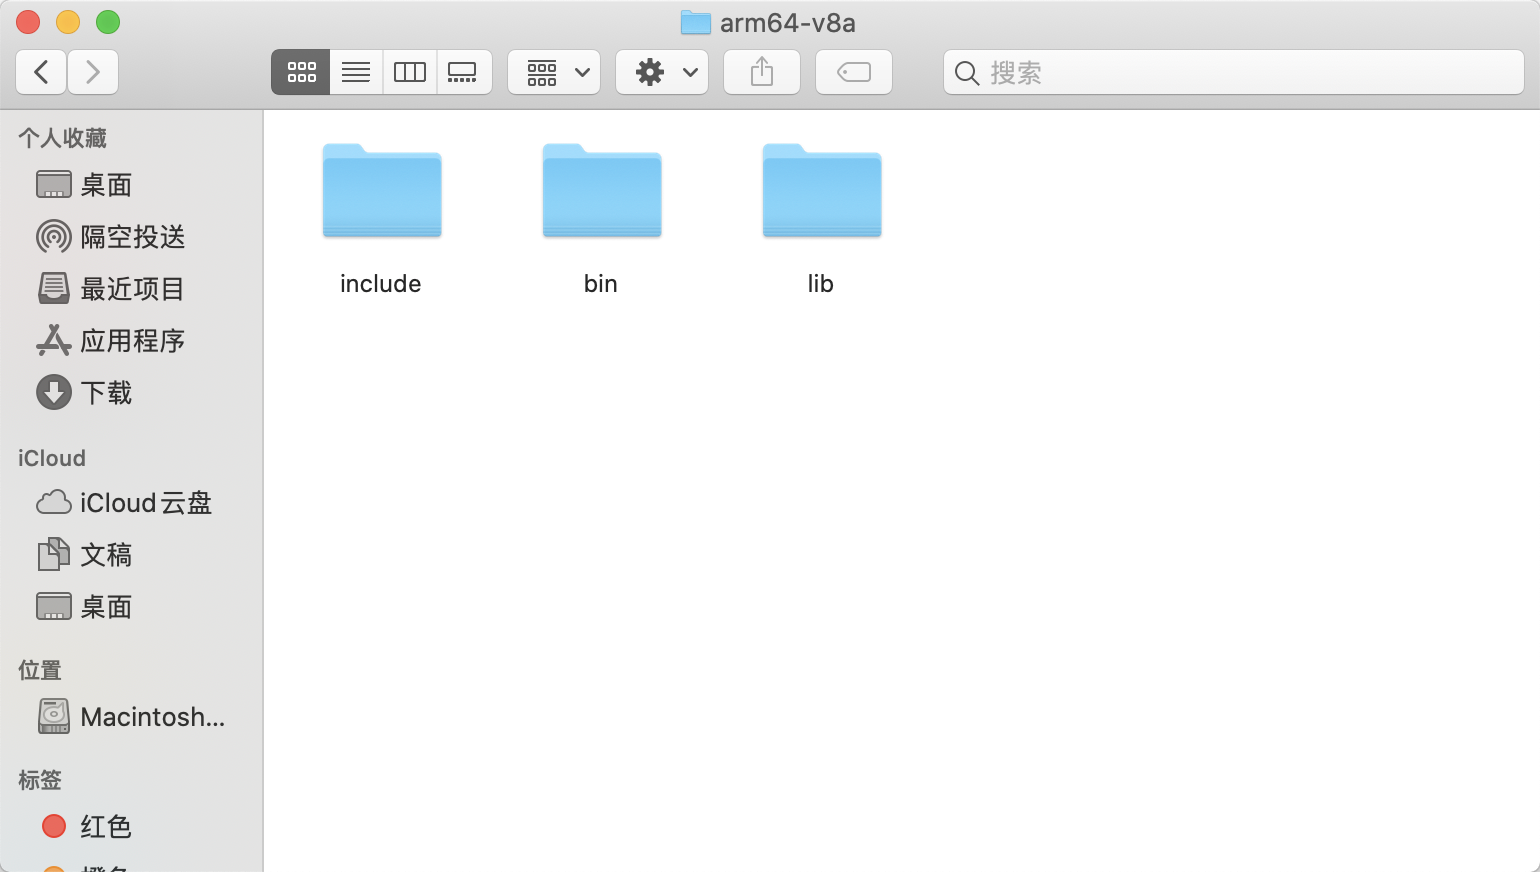 arm64-v8a
搜索
个人收藏
桌面
隔空投送
最近项目
应用程序
下载
iCloud
iCloud云盘
文稿
桌面
位置
Macintosh...
标签
红色
include
bin
lib